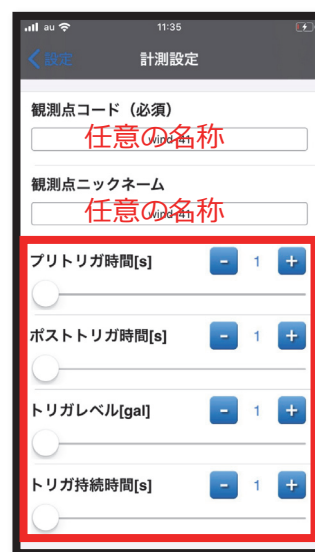 au 11:35
設定 計測設定
観測点コード（必須）
任意の名称
観測点ニックネーム
任意の名称
プリトリガ時間[s] - 1 +
ポストトリガ時間[s] - 1 +
トリガレベル[gal] - 1 +
トリガ持続時間[s] - 1 +